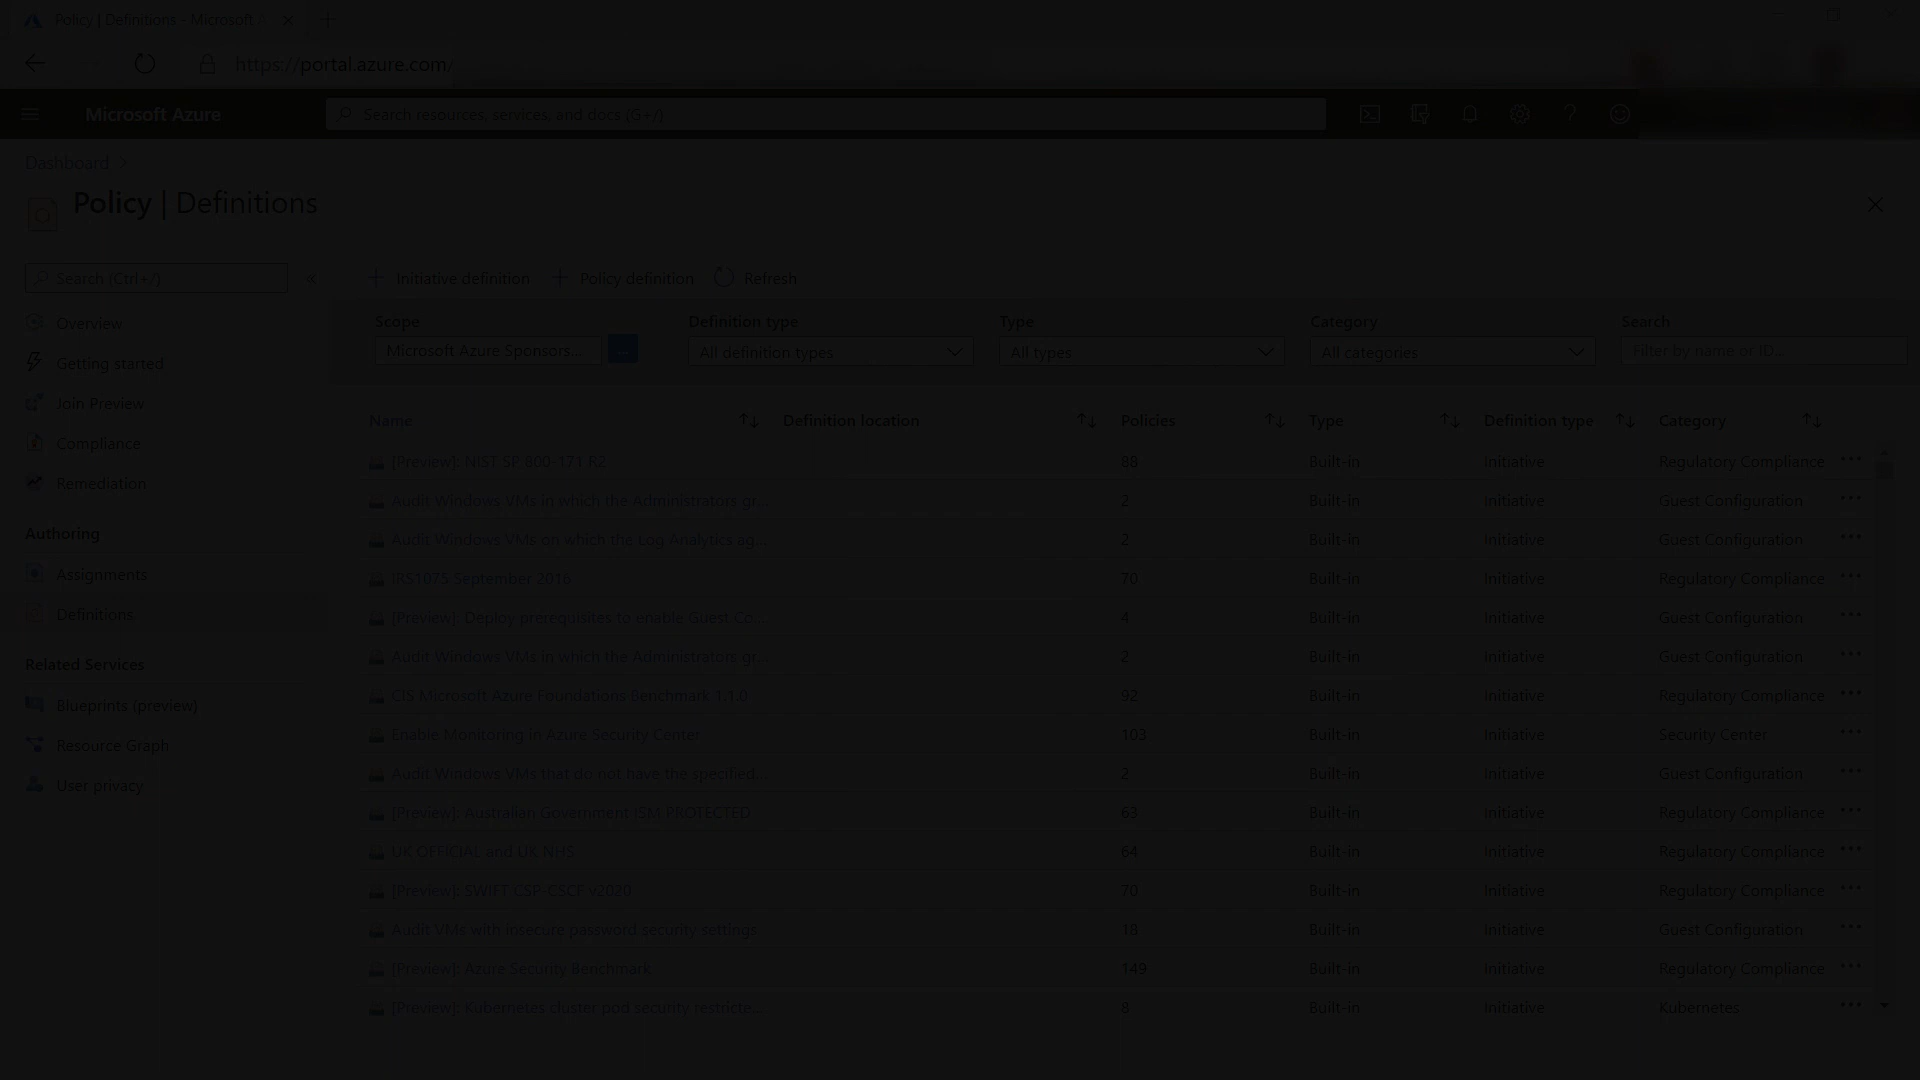 Policy | Definitions - Microsoft A
https://portal.azure.com/
Microsoft Azure
Search resources, services, and docs (G+/)
Dashboard
Policy | Definitions
Search (Ctrl+/)
Overview
Getting started
Join Preview
Compliance
Remediation
Authoring
Assignments
Definitions
Related Services
Blueprints (preview)
Resource Graph
User privacy
Initiative definition Policy definition Refresh
Scope Definition type Type Category Search
Microsoft Azure Sponsors... ... All definition types All types All categories Filter by name or ID...
Name Definition location Policies Type Definition type Category
[Preview]: NIST SP 800-171 R2 88 Built-in Initiative Regulatory Compliance
Audit Windows VMs in which the Administrators gr... 2 Built-in Initiative Guest Configuration
Audit Windows VMs on which the Log Analytics ag... 2 Built-in Initiative Guest Configuration
IRS1075 September 2016 70 Built-in Initiative Regulatory Compliance
[Preview]: Deploy prerequisites to enable Guest Co... 4 Built-in Initiative Guest Configuration
Audit Windows VMs in which the Administrators gr... 2 Built-in Initiative Guest Configuration
CIS Microsoft Azure Foundations Benchmark 1.1.0 92 Built-in Initiative Regulatory Compliance
Enable Monitoring in Azure Security Center 103 Built-in Initiative Security Center
Audit Windows VMs that do not have the specified... 2 Built-in Initiative Guest Configuration
[Preview]: Australian Government ISM PROTECTED 63 Built-in Initiative Regulatory Compliance
UK OFFICIAL and UK NHS 64 Built-in Initiative Regulatory Compliance
[Preview]: SWIFT CSP-CSCF v2020 70 Built-in Initiative Regulatory Compliance
Audit VMs with insecure password security settings 18 Built-in Initiative Guest Configuration
[Preview]: Azure Security Benchmark 149 Built-in Initiative Regulatory Compliance
[Preview]: Kubernetes cluster pod security restricte... 8 Built-in Initiative Kubernetes